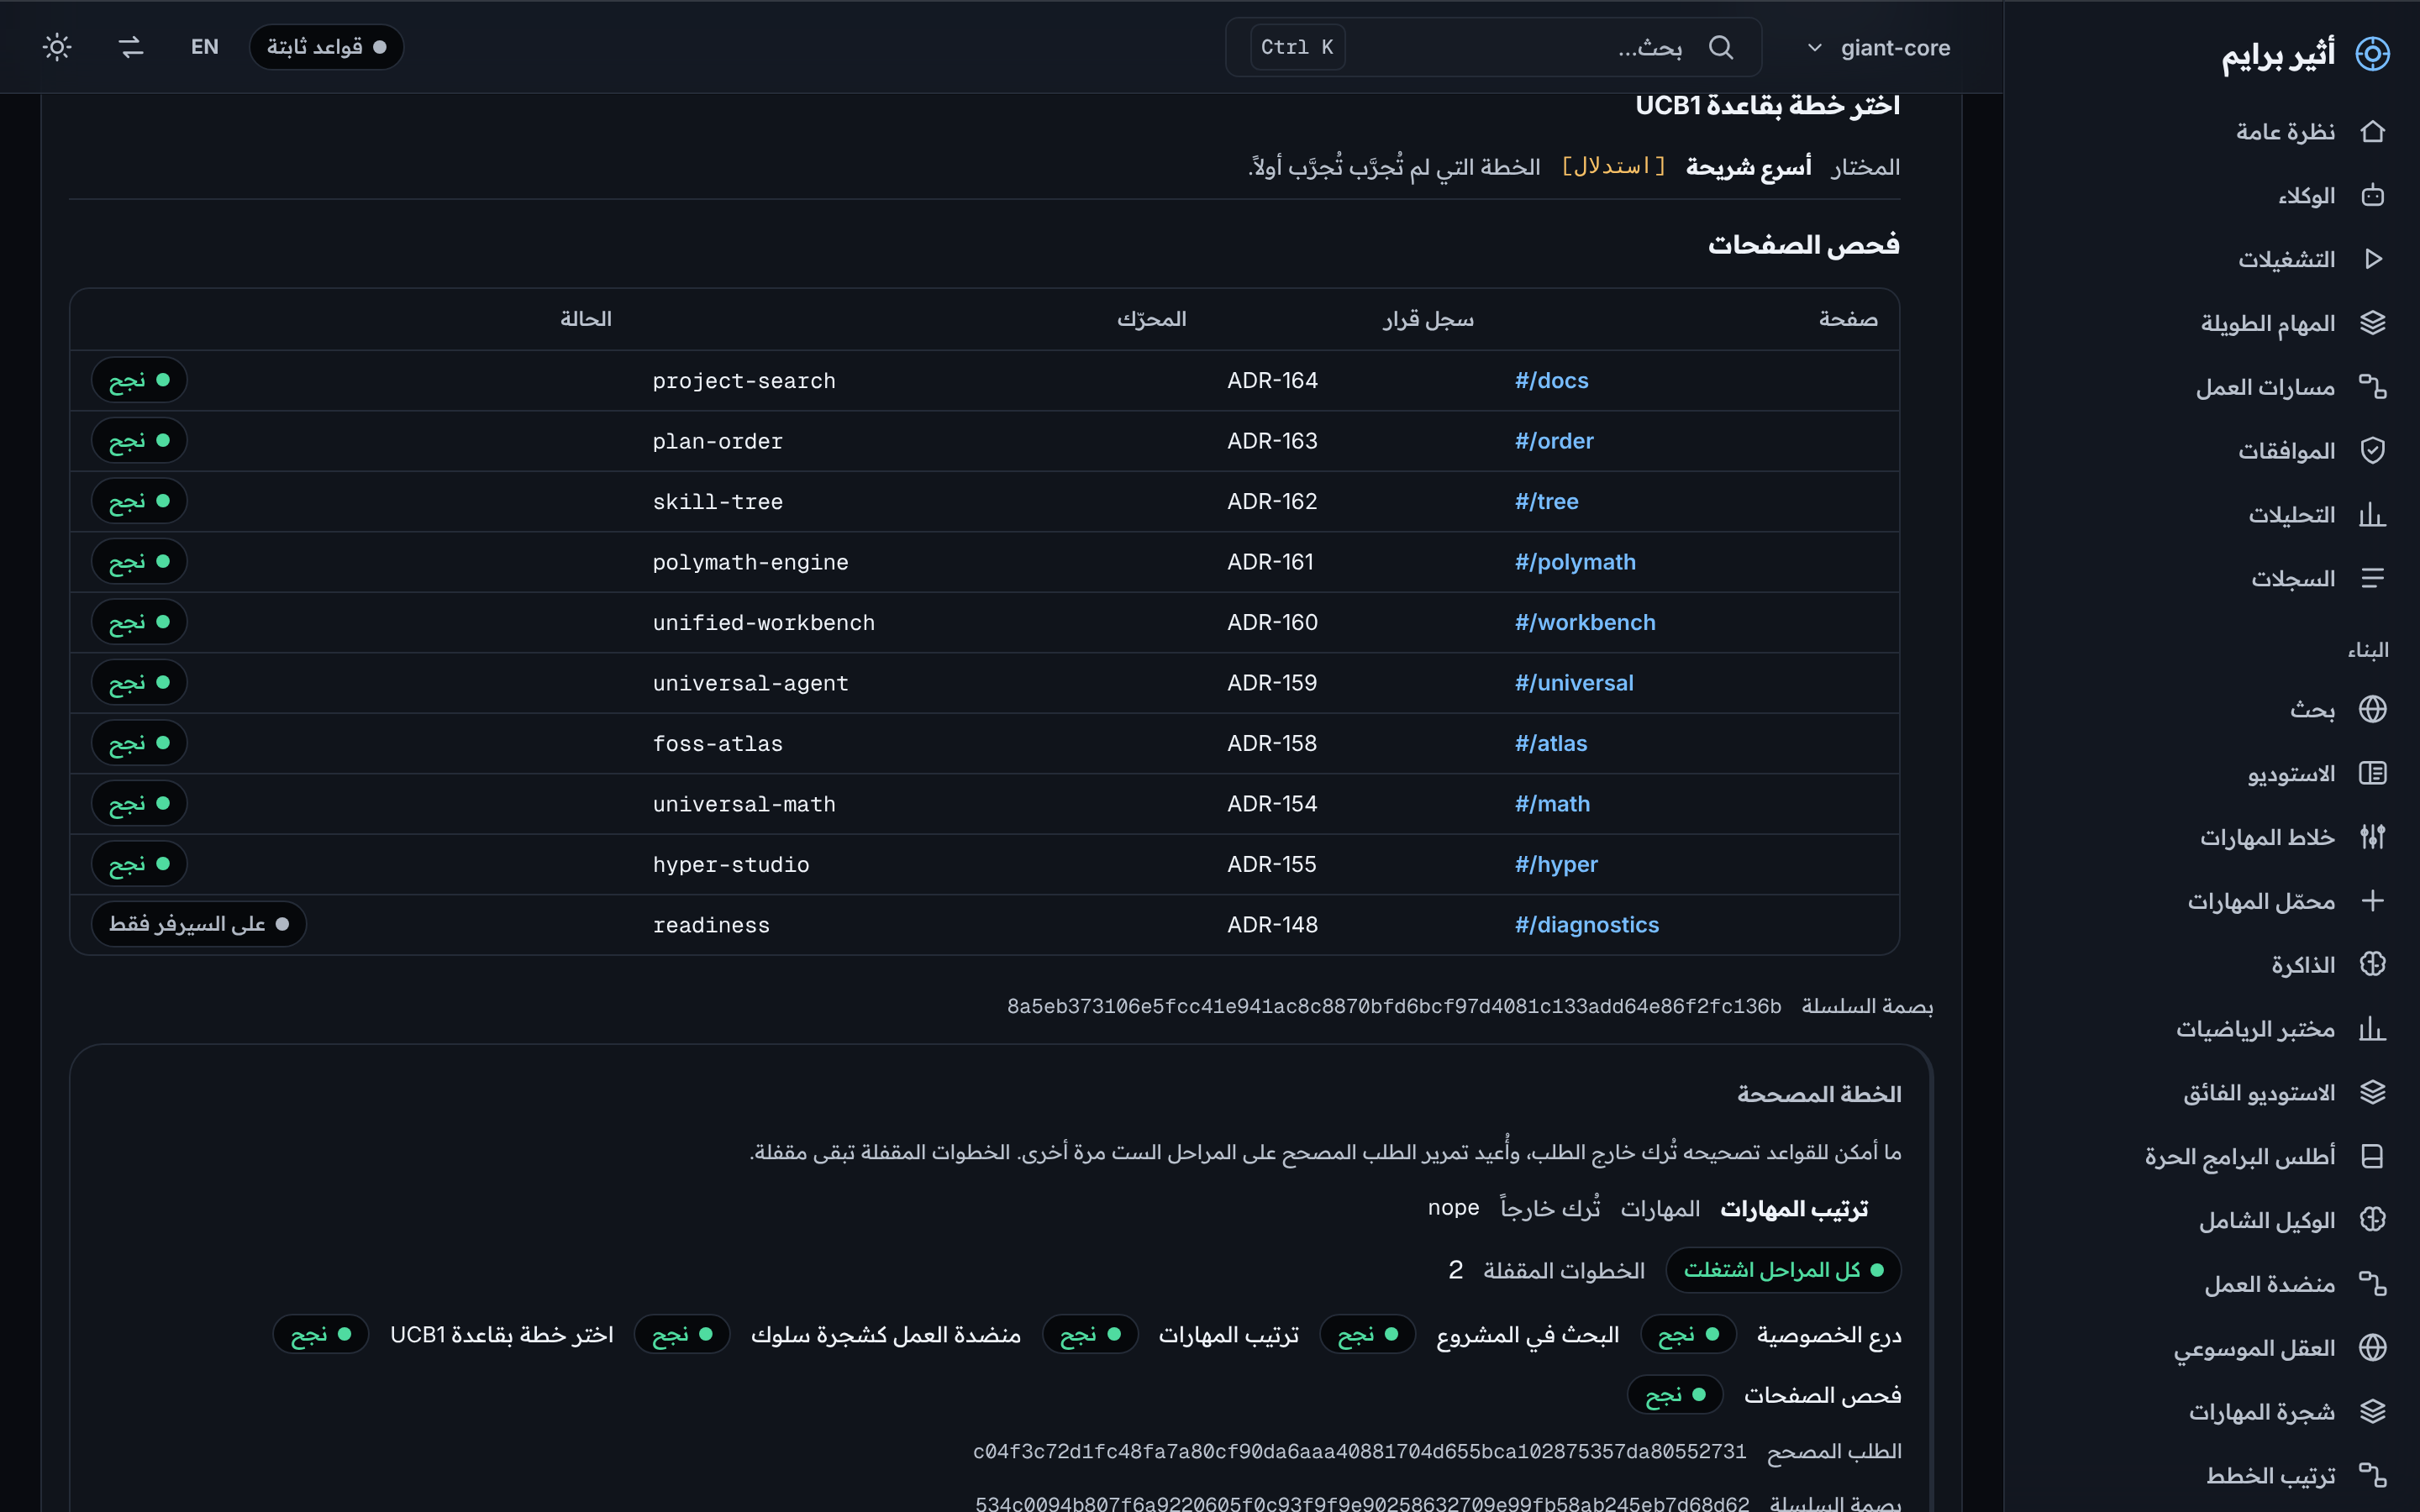 أثير برايم
نظرة عامة
الوكلاء
التشغيلات
المهام الطويلة
مسارات العمل
الموافقات
التحليلات
السجلات
البناء
بحث
الاستوديو
خلاط المهارات
محمّل المهارات
الذاكرة
مختبر الرياضيات
الاستوديو الفائق
أطلس البرامج الحرة
الوكيل الشامل
منضدة العمل
العقل الموسوعي
شجرة المهارات
ترتيب الخطط
giant-core بحث... Ctrl K قواعد ثابتة EN
اختر خطة بقاعدة UCB1
المختار أسرع شريحة [استدلال] الخطة التي لم تُجرَّب تُجرَّب أولاً.
فحص الصفحات
صفحة سجل قرار المحرّك الحالة
#/docs ADR-164 project-search نجح
#/order ADR-163 plan-order نجح
#/tree ADR-162 skill-tree نجح
#/polymath ADR-161 polymath-engine نجح
#/workbench ADR-160 unified-workbench نجح
#/universal ADR-159 universal-agent نجح
#/atlas ADR-158 foss-atlas نجح
#/math ADR-154 universal-math نجح
#/hyper ADR-155 hyper-studio نجح
#/diagnostics ADR-148 readiness على السيرفر فقط
بصمة السلسلة 8a5eb373106e5fcc41e941ac8c8870bfd6bcf97d4081c133add64e86f2fc136b
الخطة المصححة
ما أمكن للقواعد تصحيحه تُرك خارج الطلب، وأُعيد تمرير الطلب المصحح على المراحل الست مرة أخرى. الخطوات المقفلة تبقى مقفلة.
ترتيب المهارات المهارات تُرك خارجاً nope
كل المراحل اشتغلت الخطوات المقفلة 2
درع الخصوصية نجح البحث في المشروع نجح ترتيب المهارات نجح منضدة العمل كشجرة سلوك نجح اختر خطة بقاعدة UCB1 نجح
فحص الصفحات نجح
الطلب المصحح c04f3c72d1fc48fa7a80cf90da6aaa40881704d655bca102875357da80552731
بصمة السلسلة 534c0094b807f6a9220605f0c93f9f9e90258632709e99fb58ab245eb7d68d62